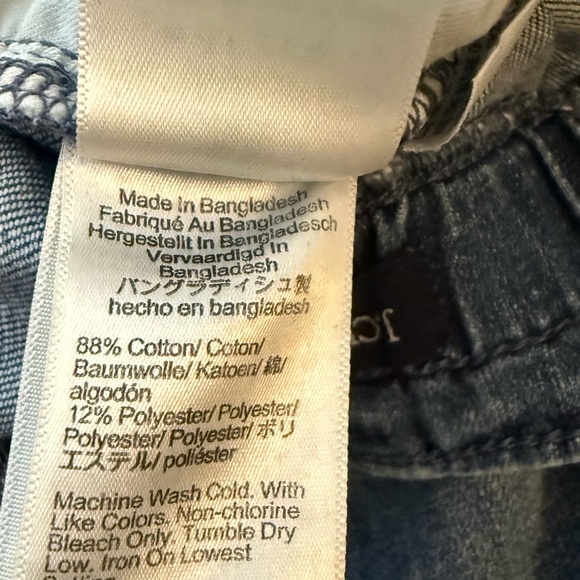 Made In Bangladesh
Fabriqué Au Bangladesh
Hergestellt In Bangladesch
Vervaardigd In
Bangladesh
バングラディシュ製
hecho en bangladesh
88% Cotton/ Coton/
Baumwolle/ Katoen/ 綿/
algodón
12% Polyester/ Polyester/
Polyester/ Polyester/ ポリ
エステル/ poliéster
Machine Wash Cold. With
Like Colors. Non-chlorine
Bleach Only. Tumble Dry
Low. Iron On Lowest